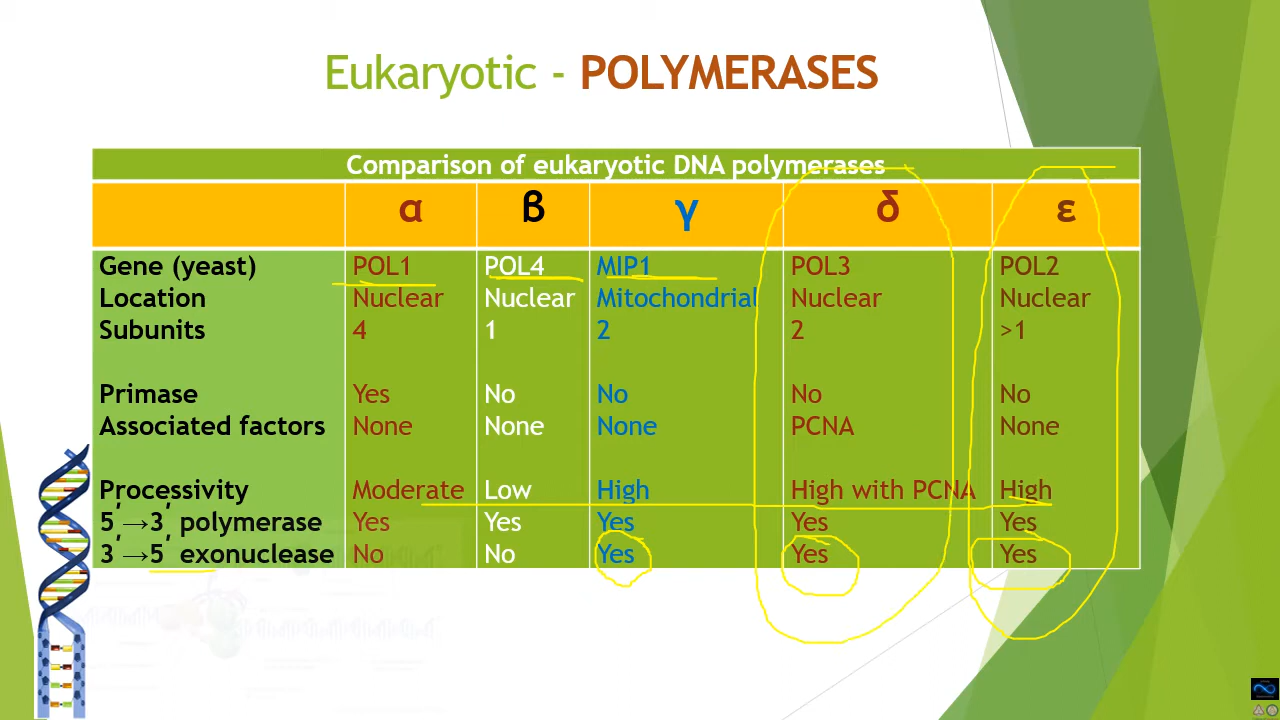 Eukaryotic - POLYMERASES
Comparison of eukaryotic DNA polymerases
α β γ δ ε
Gene (yeast) POL1 POL4 MIP1 POL3 POL2
Location Nuclear Nuclear Mitochondrial Nuclear Nuclear
Subunits 4 1 2 2 >1
Primase Yes No No No No
Associated factors None None None PCNA None
Processivity Moderate Low High High with PCNA High
5′→3′ polymerase Yes Yes Yes Yes Yes
3′→5′ exonuclease No No Yes Yes Yes